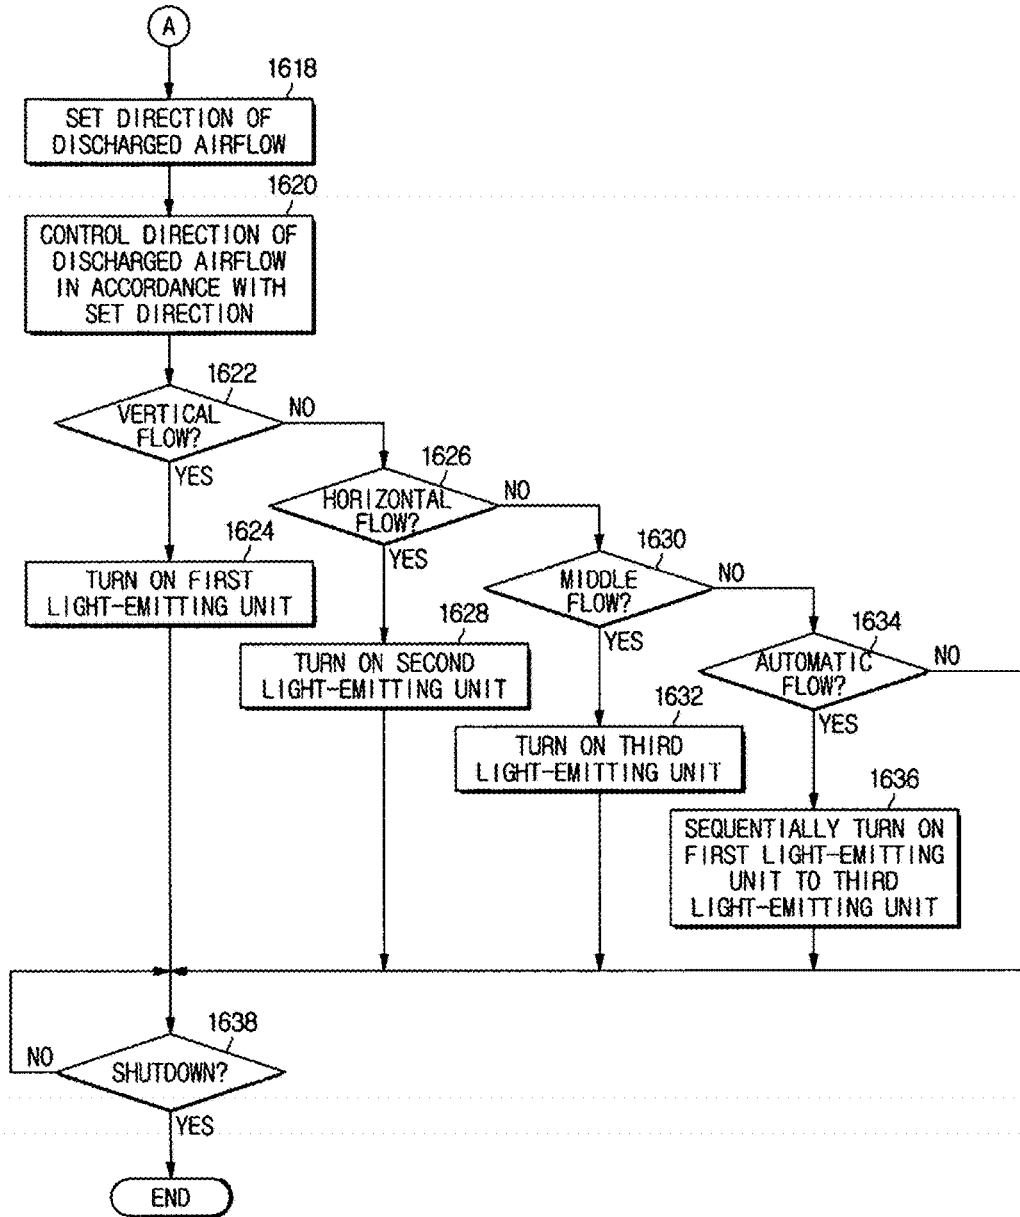 A
1618
SET DIRECTION OF
DISCHARGED AIRFLOW
1620
CONTROL DIRECTION OF
DISCHARGED AIRFLOW
IN ACCORDANCE WITH
SET DIRECTION
1622
VERTICAL
FLOW?
NO
YES
1626
HORIZONTAL
FLOW?
NO
YES
1624
TURN ON FIRST
LIGHT-EMITTING UNIT
1630
MIDDLE
FLOW?
NO
YES
1628
TURN ON SECOND
LIGHT-EMITTING UNIT
1634
AUTOMATIC
FLOW?
NO
YES
1632
TURN ON THIRD
LIGHT-EMITTING UNIT
1636
SEQUENTIALLY TURN ON
FIRST LIGHT-EMITTING
UNIT TO THIRD
LIGHT-EMITTING UNIT
1638
SHUTDOWN?
NO
YES
END